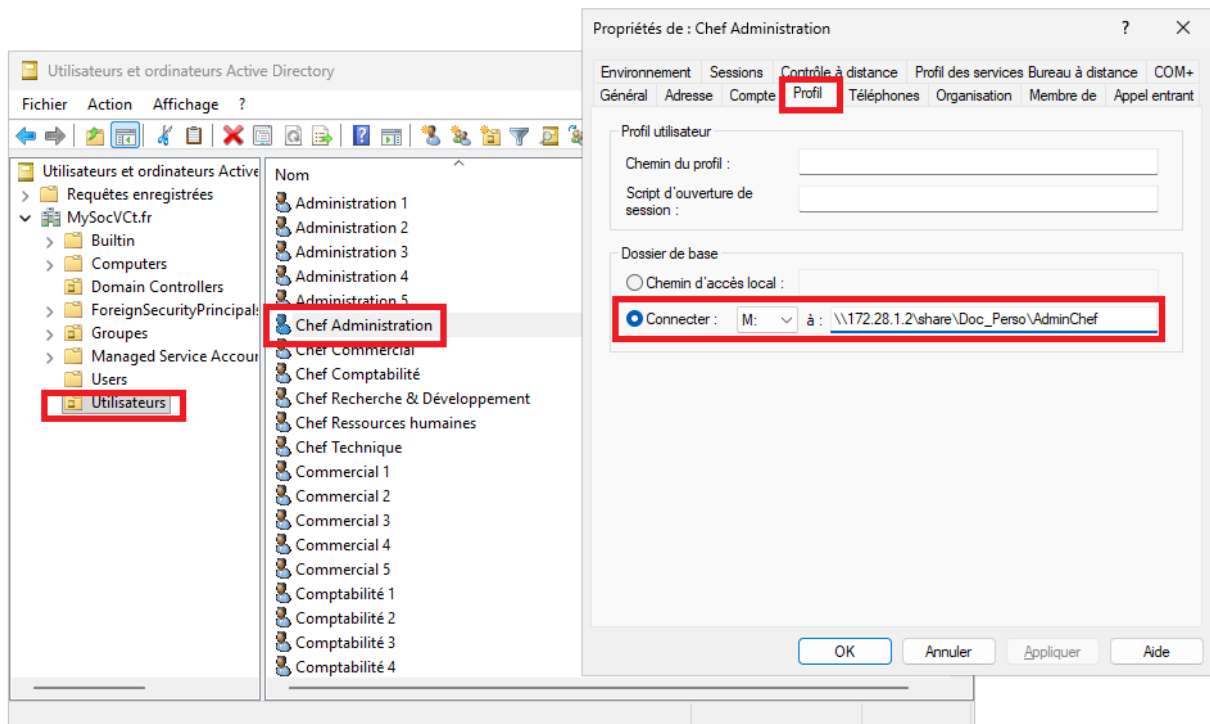 Utilisateurs et ordinateurs Active Directory
Fichier Action Affichage ?
Utilisateurs et ordinateurs Active
Requêtes enregistrées
MySocVCt.fr
Builtin
Computers
Domain Controllers
ForeignSecurityPrincipals
Groupes
Managed Service Accour
Users
Utilisateurs
Nom
Administration 1
Administration 2
Administration 3
Administration 4
Administration 5
Chef Administration
Chef Commercial
Chef Comptabilité
Chef Recherche & Développement
Chef Ressources humaines
Chef Technique
Commercial 1
Commercial 2
Commercial 3
Commercial 4
Commercial 5
Comptabilité 1
Comptabilité 2
Comptabilité 3
Comptabilité 4
Propriétés de : Chef Administration ?
Environnement Sessions Contrôle à distance Profil des services Bureau à distance COM+
Général Adresse Compte Profil Téléphones Organisation Membre de Appel entrant
Profil utilisateur
Chemin du profil :
Script d'ouverture de
session :
Dossier de base
Chemin d'accès local :
Connecter : M: à : \\172.28.1.2\share\Doc_Perso\AdminChef
OK Annuler Appliquer Aide